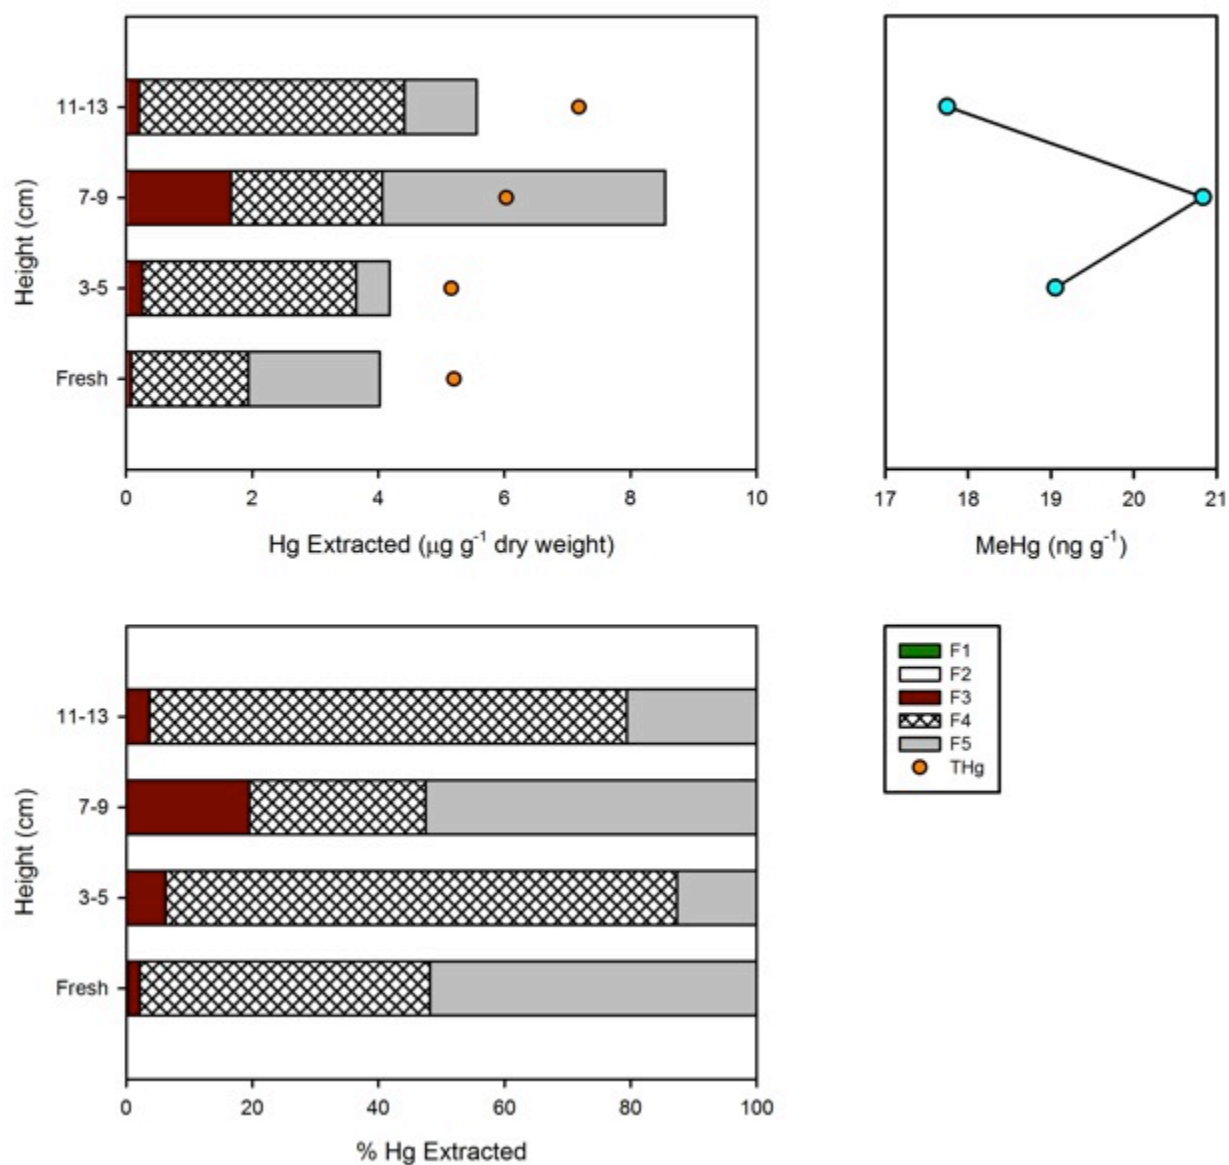 Height (cm)
11-13
7-9
3-5
Fresh
0 2 4 6 8 10
Hg Extracted (μg g⁻¹ dry weight)
17 18 19 20 21
MeHg (ng g⁻¹)
Height (cm)
11-13
7-9
3-5
Fresh
0 20 40 60 80 100
% Hg Extracted
F1
F2
F3
F4
F5
THg